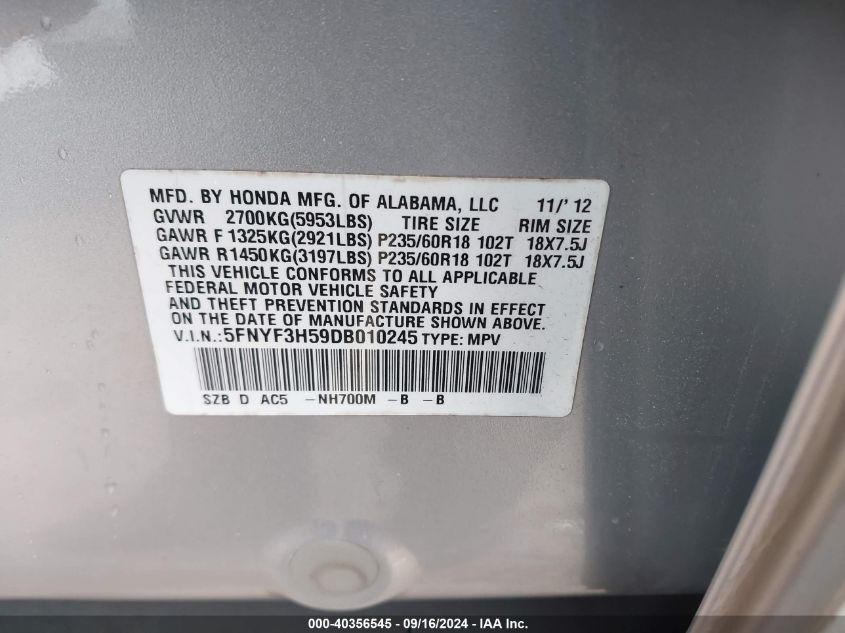 MFD. BY HONDA MFG. OF ALABAMA, LLC 11/' 12
GVWR 2700KG(5953LBS) TIRE SIZE RIM SIZE
GAWR F 1325KG(2921LBS) P235/60R18 102T 18X7.5J
GAWR R1450KG(3197LBS) P235/60R18 102T 18X7.5J
THIS VEHICLE CONFORMS TO ALL APPLICABLE
FEDERAL MOTOR VEHICLE SAFETY
AND THEFT PREVENTION STANDARDS IN EFFECT
ON THE DATE OF MANUFACTURE SHOWN ABOVE.
V.I.N.:5FNYF3H59DB010245 TYPE: MPV
SZB D AC5 -NH700M -B -B
000-40356545 - 09/16/2024 - IAA Inc.